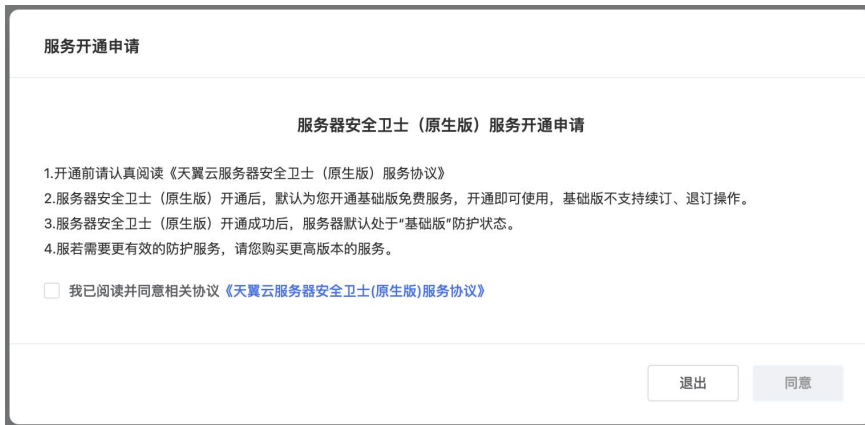 服务开通申请
服务器安全卫士（原生版）服务开通申请
1.开通前请认真阅读《天翼云服务器安全卫士（原生版）服务协议》
2.服务器安全卫士（原生版）开通后，默认为您开通基础版免费服务，开通即可使用，基础版不支持续订、退订操作。
3.服务器安全卫士（原生版）开通成功后，服务器默认处于“基础版”防护状态。
4.服若需要更有效的防护服务，请您购买更高版本的服务。
我已阅读并同意相关协议《天翼云服务器安全卫士(原生版)服务协议》
退出 同意